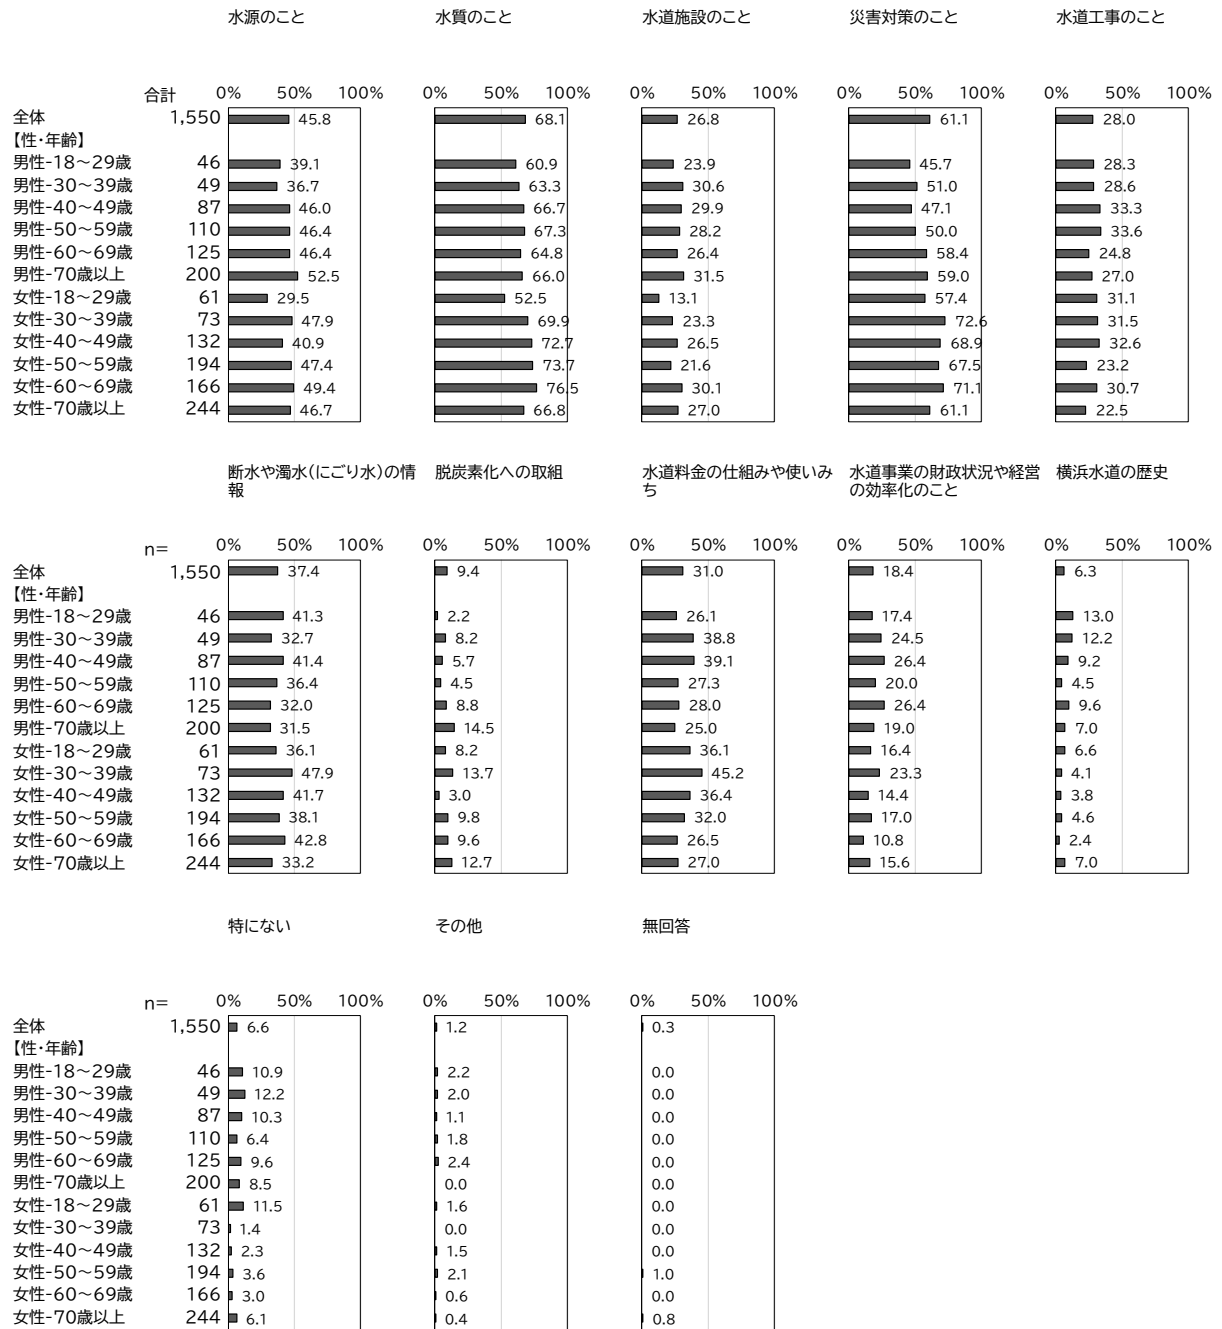 水源のこと 水質のこと 水道施設のこと 災害対策のこと 水道工事のこと
合計 0% 50% 100% 0% 50% 100% 0% 50% 100% 0% 50% 100% 0% 50% 100%
全体 1,550 45.8 68.1 26.8 61.1 28.0
【性・年齢】
男性-18～29歳 46 39.1 60.9 23.9 45.7 28.3
男性-30～39歳 49 36.7 63.3 30.6 51.0 28.6
男性-40～49歳 87 46.0 66.7 29.9 47.1 33.3
男性-50～59歳 110 46.4 67.3 28.2 50.0 33.6
男性-60～69歳 125 46.4 64.8 26.4 58.4 24.8
男性-70歳以上 200 52.5 66.0 31.5 59.0 27.0
女性-18～29歳 61 29.5 52.5 13.1 57.4 31.1
女性-30～39歳 73 47.9 69.9 23.3 72.6 31.5
女性-40～49歳 132 40.9 72.7 26.5 68.9 32.6
女性-50～59歳 194 47.4 73.7 21.6 67.5 23.2
女性-60～69歳 166 49.4 76.5 30.1 71.1 30.7
女性-70歳以上 244 46.7 66.8 27.0 61.1 22.5
断水や濁水(にごり水)の情 脱炭素化への取組 水道料金の仕組みや使いみ 水道事業の財政状況や経営 横浜水道の歴史
報 ち の効率化のこと
n= 0% 50% 100% 0% 50% 100% 0% 50% 100% 0% 50% 100% 0% 50% 100%
全体 1,550 37.4 9.4 31.0 18.4 6.3
【性・年齢】
男性-18～29歳 46 41.3 2.2 26.1 17.4 13.0
男性-30～39歳 49 32.7 8.2 38.8 24.5 12.2
男性-40～49歳 87 41.4 5.7 39.1 26.4 9.2
男性-50～59歳 110 36.4 4.5 27.3 20.0 4.5
男性-60～69歳 125 32.0 8.8 28.0 26.4 9.6
男性-70歳以上 200 31.5 14.5 25.0 19.0 7.0
女性-18～29歳 61 36.1 8.2 36.1 16.4 6.6
女性-30～39歳 73 47.9 13.7 45.2 23.3 4.1
女性-40～49歳 132 41.7 3.0 36.4 14.4 3.8
女性-50～59歳 194 38.1 9.8 32.0 17.0 4.6
女性-60～69歳 166 42.8 9.6 26.5 10.8 2.4
女性-70歳以上 244 33.2 12.7 27.0 15.6 7.0
特にない その他 無回答
n= 0% 50% 100% 0% 50% 100% 0% 50% 100%
全体 1,550 6.6 1.2 0.3
【性・年齢】
男性-18～29歳 46 10.9 2.2 0.0
男性-30～39歳 49 12.2 2.0 0.0
男性-40～49歳 87 10.3 1.1 0.0
男性-50～59歳 110 6.4 1.8 0.0
男性-60～69歳 125 9.6 2.4 0.0
男性-70歳以上 200 8.5 0.0 0.0
女性-18～29歳 61 11.5 1.6 0.0
女性-30～39歳 73 1.4 0.0 0.0
女性-40～49歳 132 2.3 1.5 0.0
女性-50～59歳 194 3.6 2.1 1.0
女性-60～69歳 166 3.0 0.6 0.0
女性-70歳以上 244 6.1 0.4 0.8